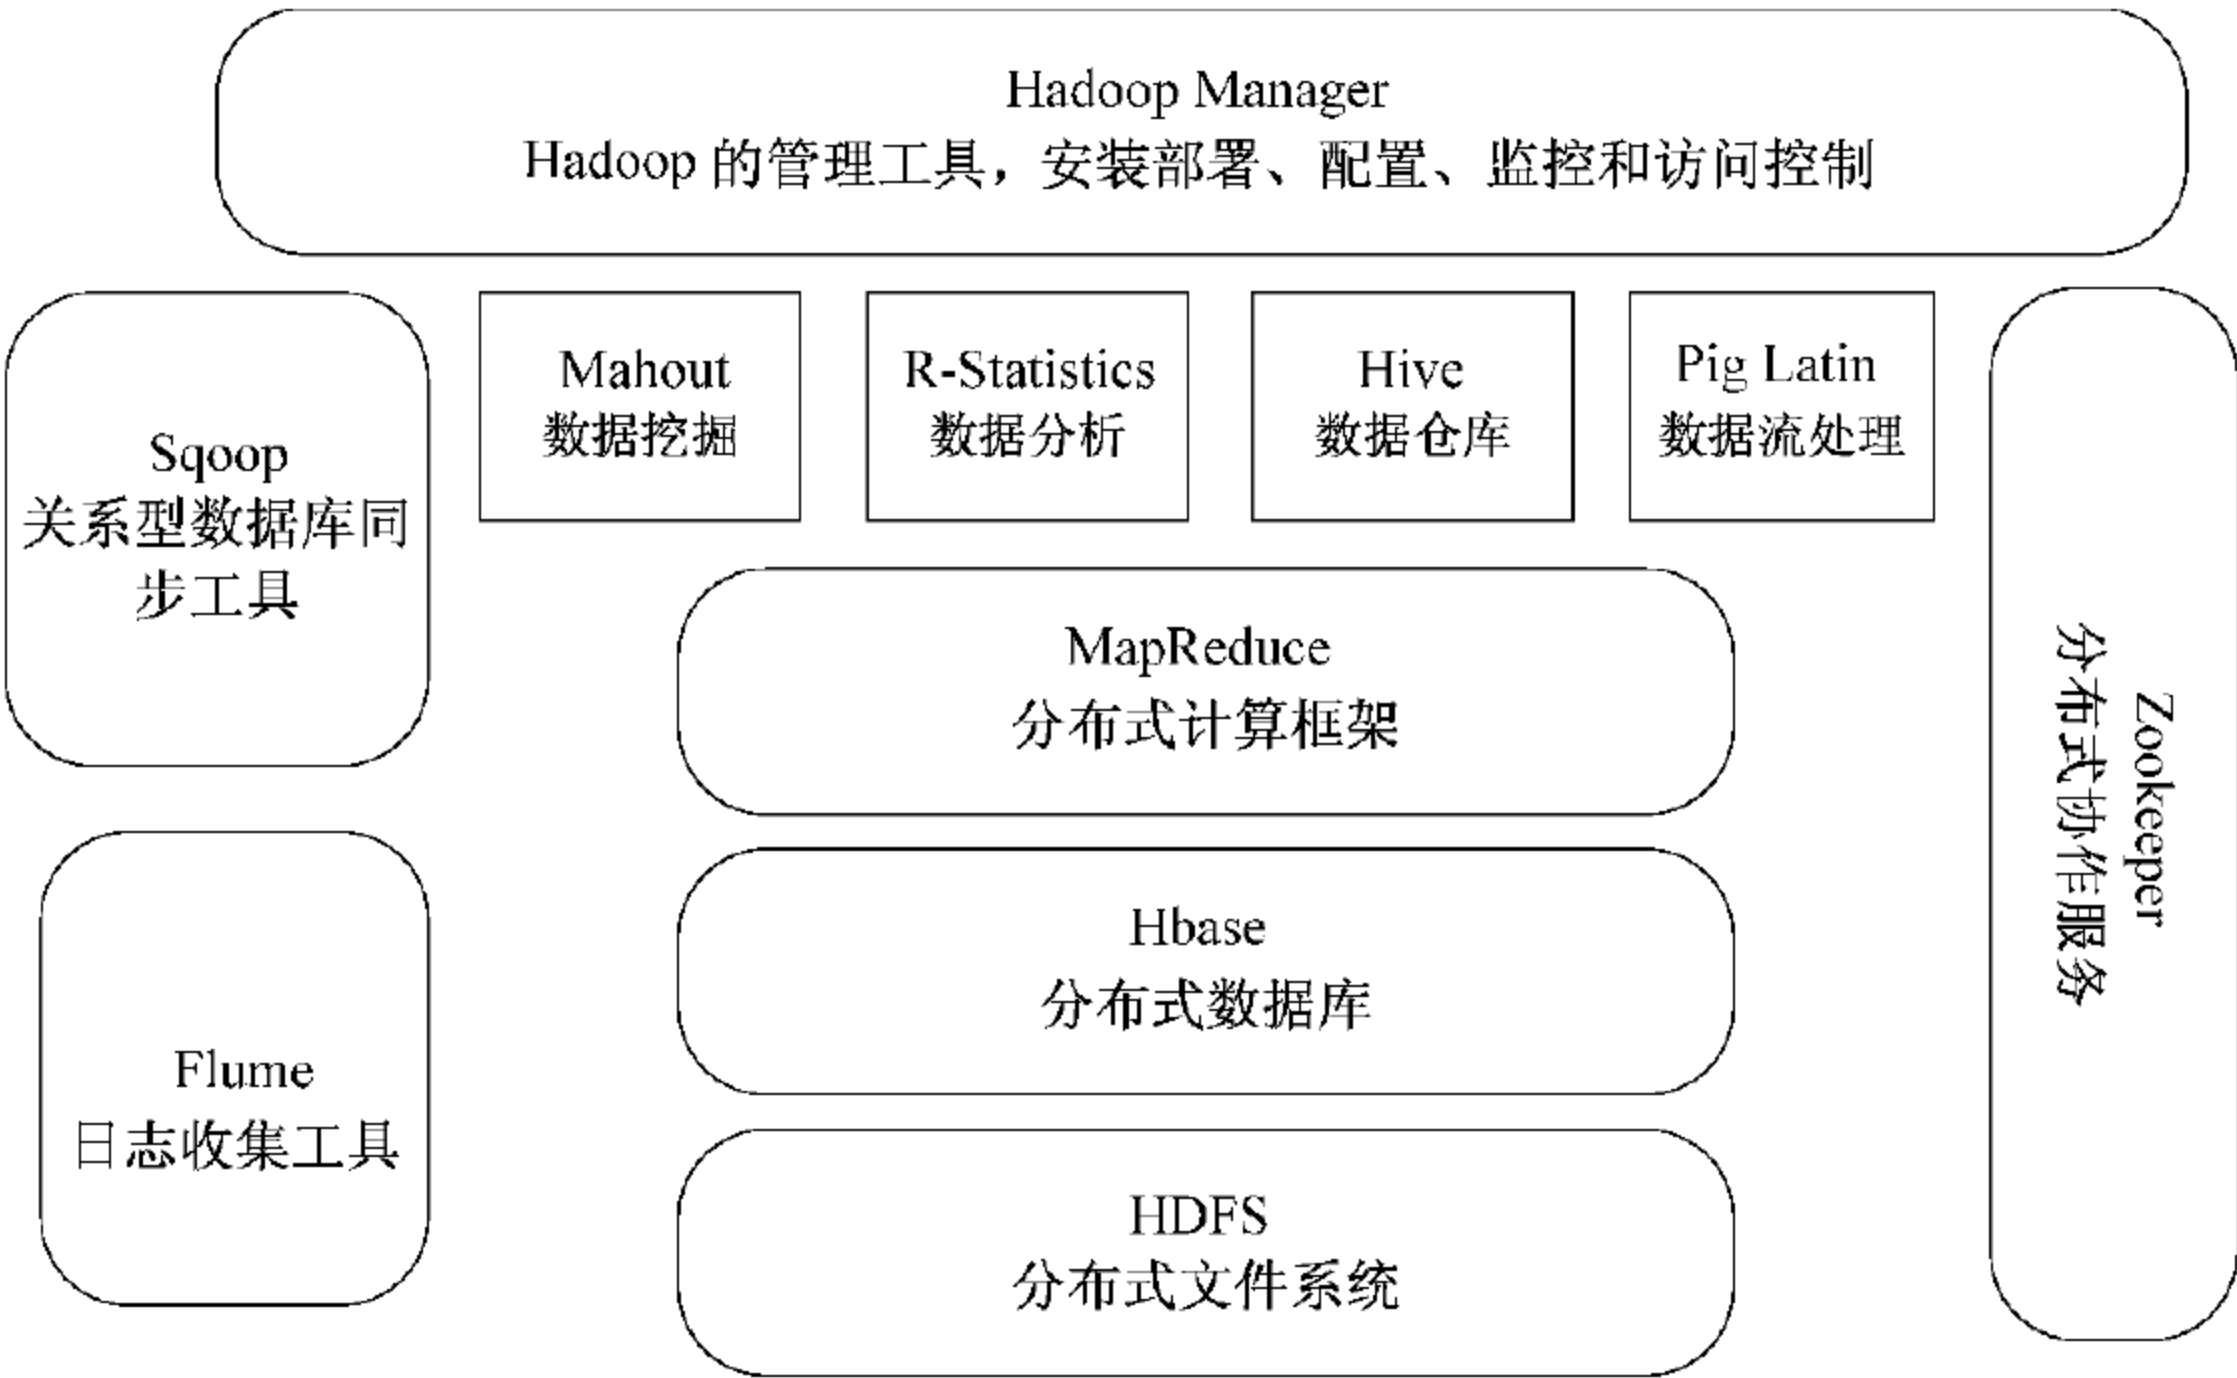 Hadoop Manager
Hadoop 的管理工具，安装部署、配置、监控和访问控制
Sqoop
关系型数据库同
步工具
Mahout
数据挖掘
R-Statistics
数据分析
Hive
数据仓库
Pig Latin
数据流处理
MapReduce
分布式计算框架
Hbase
分布式数据库
Flume
日志收集工具
HDFS
分布式文件系统
Zookeeper
分布式协作服务